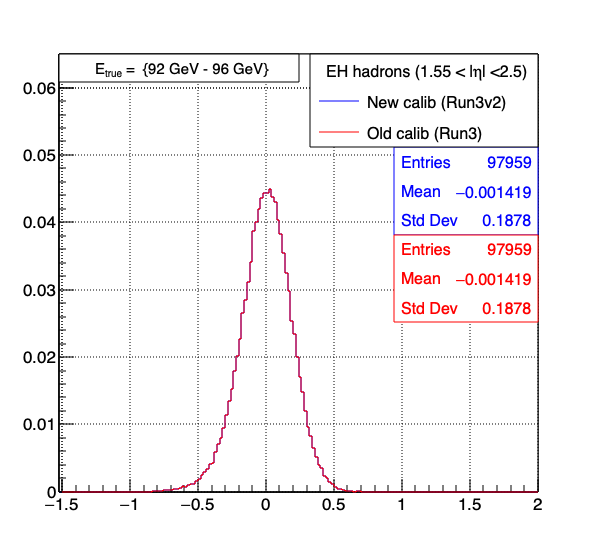 E_true = {92 GeV - 96 GeV}
EH hadrons (1.55 < |η| <2.5)
New calib (Run3v2)
Old calib (Run3)
Entries 97959
Mean −0.001419
Std Dev 0.1878
Entries 97959
Mean −0.001419
Std Dev 0.1878
0.06
0.05
0.04
0.03
0.02
0.01
0
−1.5 −1 −0.5 0 0.5 1 1.5 2